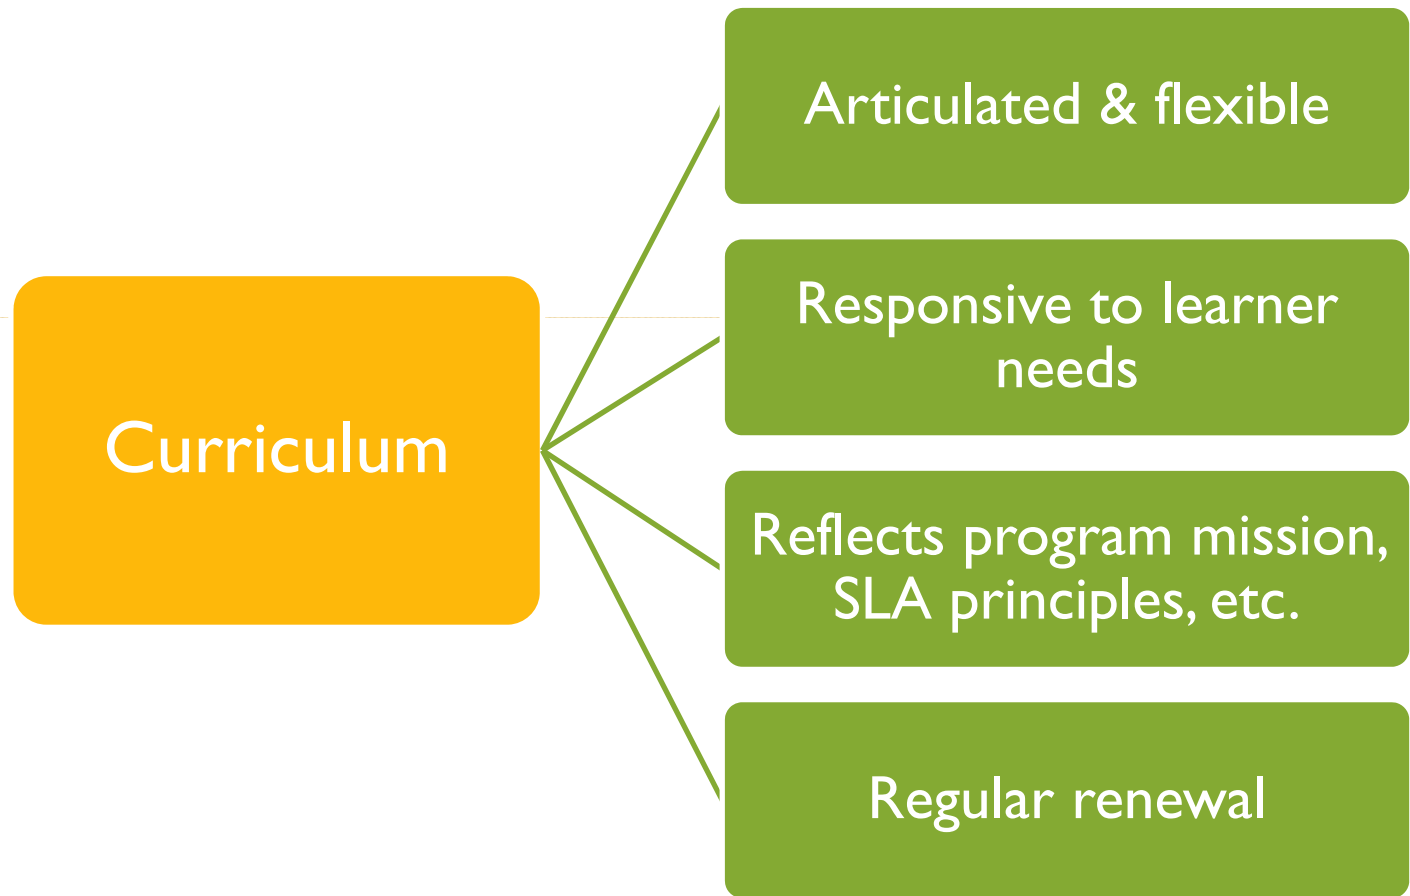 Articulated & flexible
Responsive to learner
needs
Curriculum
Reflects program mission,
SLA principles, etc.
Regular renewal